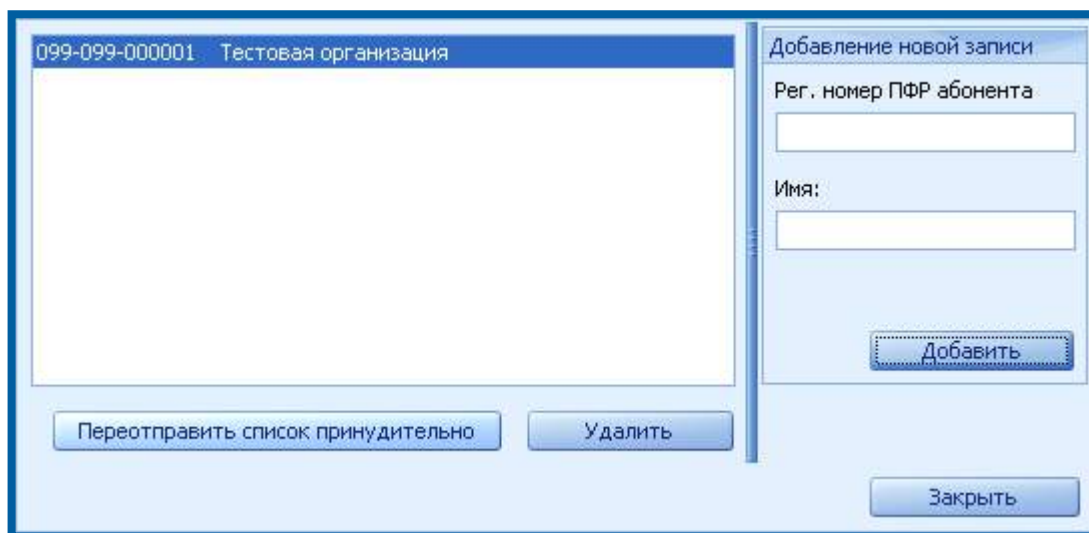 099-099-000001 Тестовая организация
Переотправить список принудительно
Удалить
Добавление новой записи
Рег. номер ПФР абонента
Имя:
Добавить
Закрыть